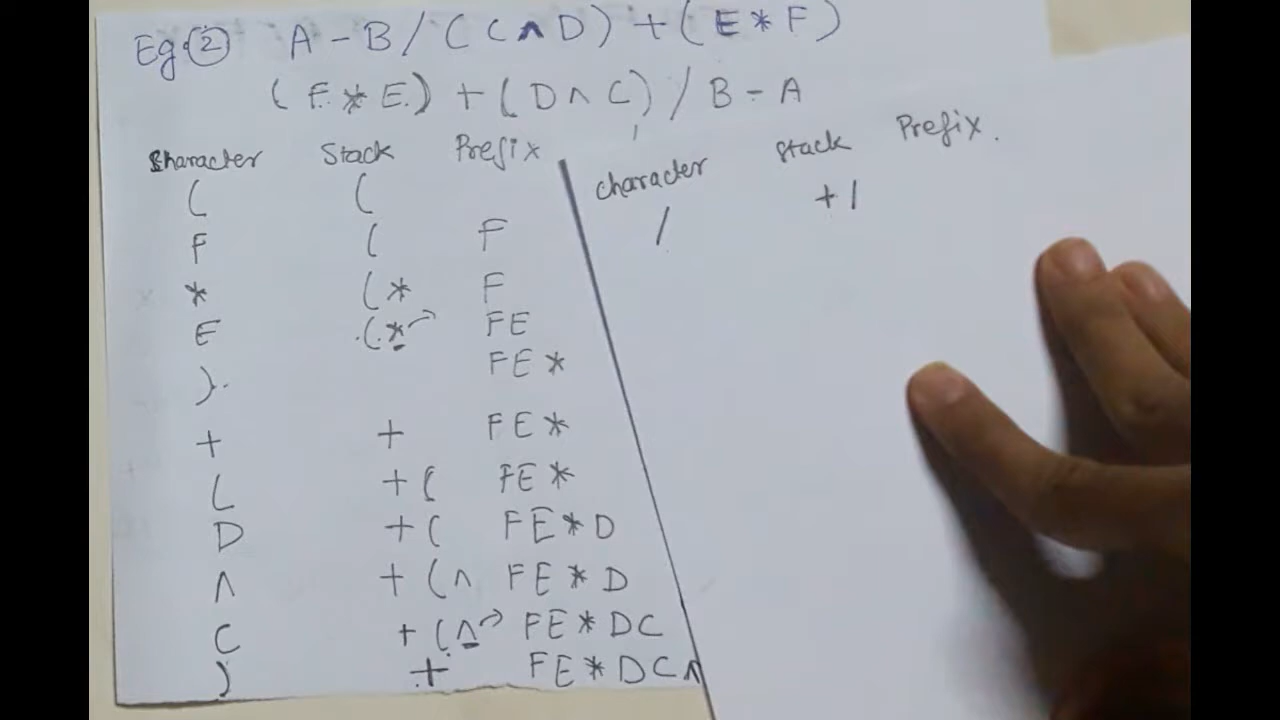 Eg.② A - B / ( C ^ D ) + ( E * F )
( F * E ) + ( D ^ C ) / B - A
Character Stack Prefix
( (
F ( F
* ( * F
E ( * FE
) FE *
+ + FE *
( + ( FE *
D + ( FE * D
^ + ( ^ FE * D
C + ( ^ FE * DC
) + FE * DC ^
character stack Prefix.
/ + /